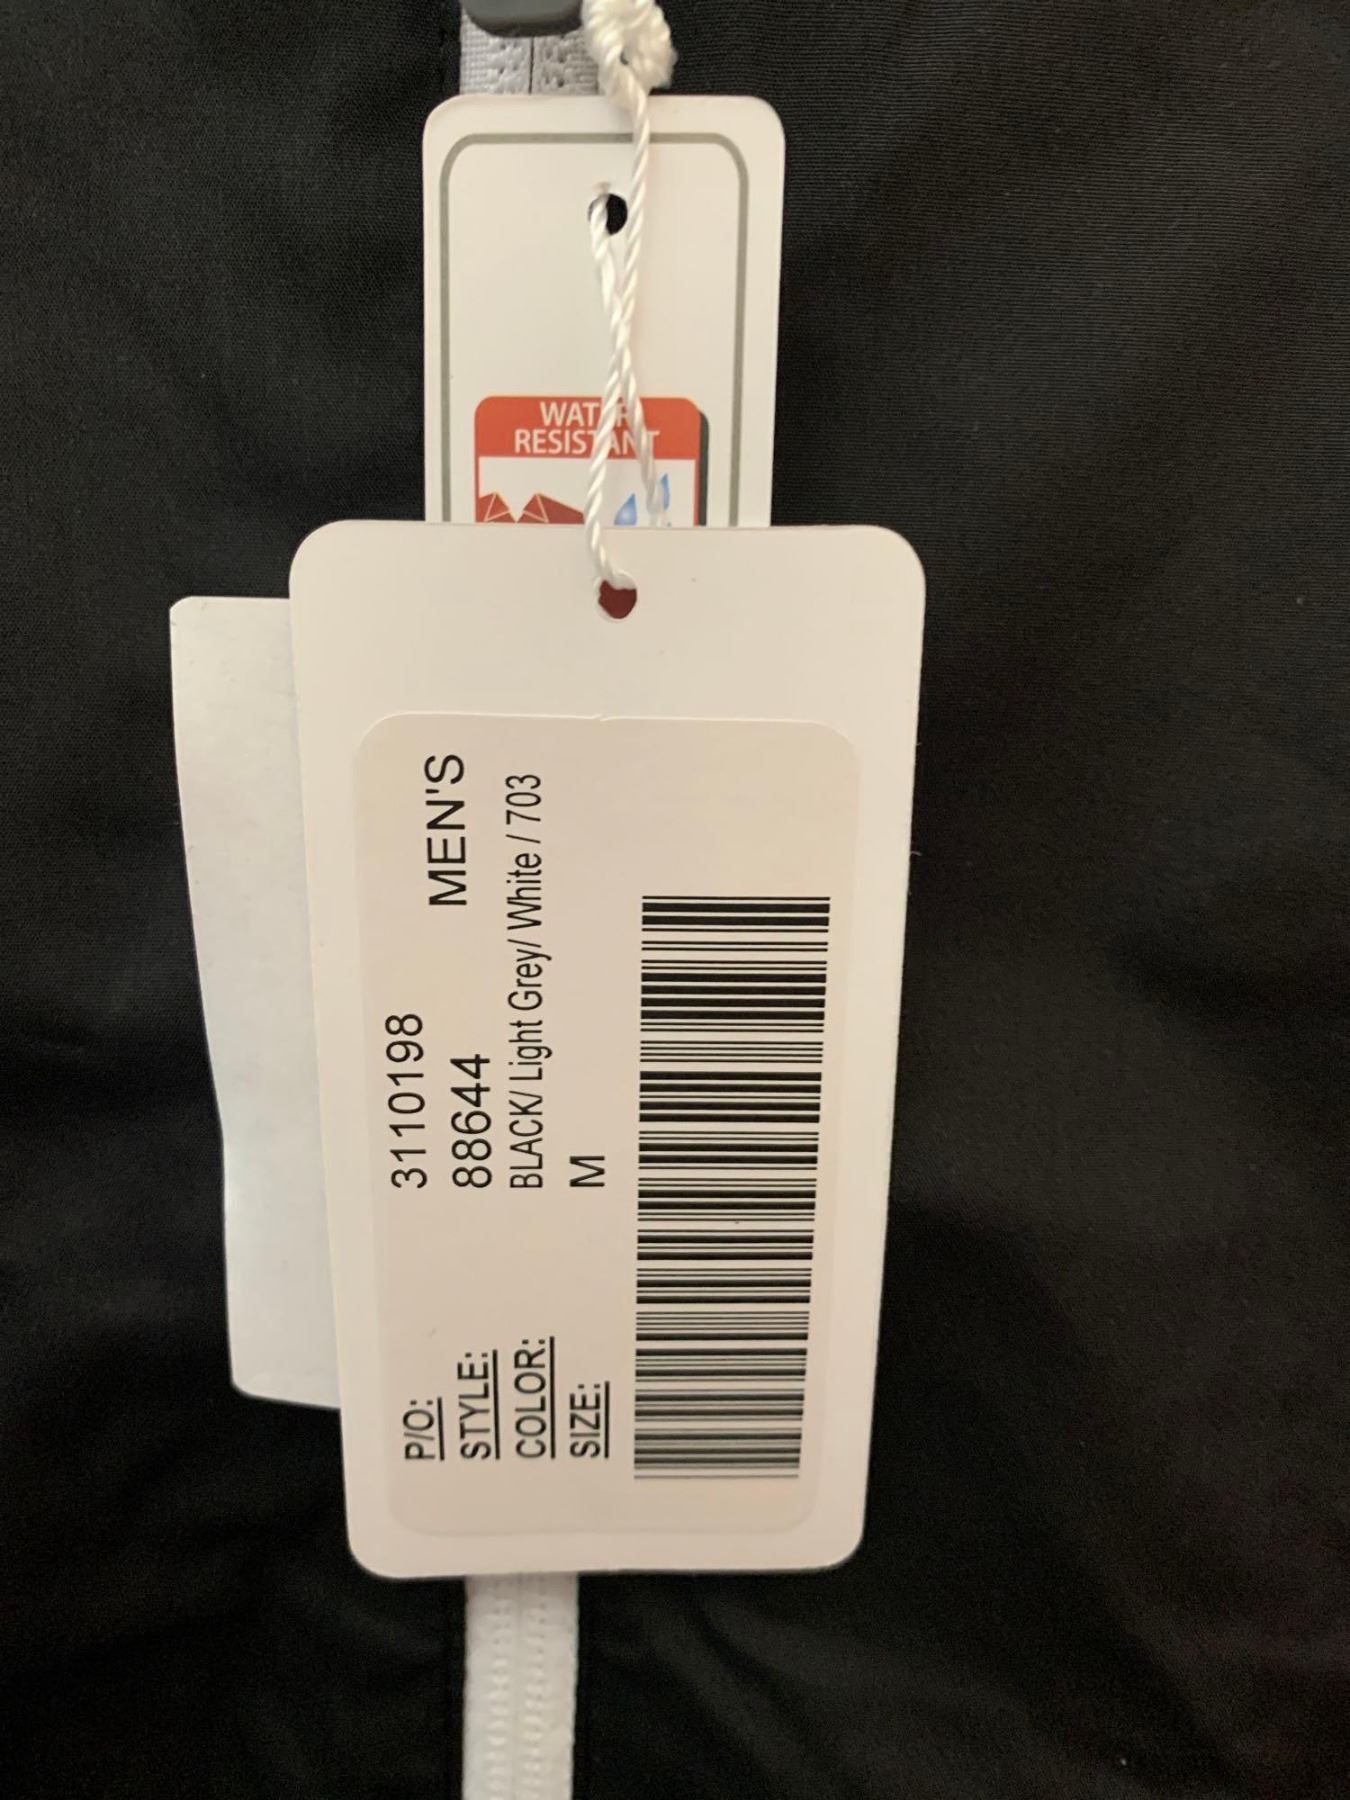 WATER
RESISTANT
P/O: 3110198
MEN'S
STYLE: 88644
COLOR: BLACK/ Light Grey/ White / 703
SIZE: M